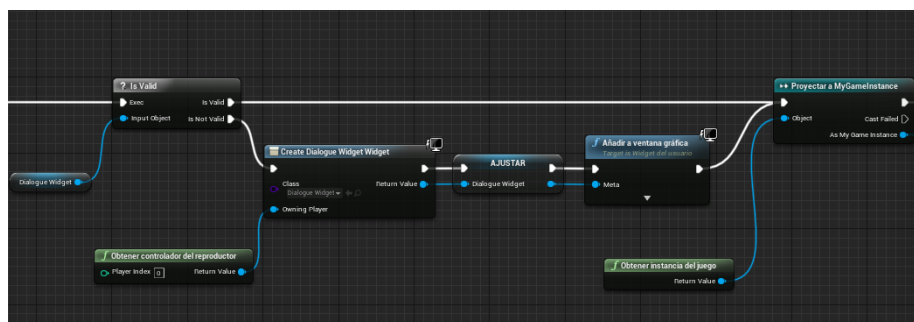 ? Is Valid
Exec
Is Valid
Input Object
Is Not Valid
Dialogue Widget
Create Dialogue Widget Widget
Class
Return Value
Dialogue Widget
Owning Player
f Obtener controlador del reproductor
Player Index 0
Return Value
AJUSTAR
Dialogue Widget
f Añadir a ventana gráfica
Target is Widget del usuario
Meta
f Obtener instancia del juego
Return Value
Proyectar a MyGameInstance
Object
Cast Failed
As My Game Instance